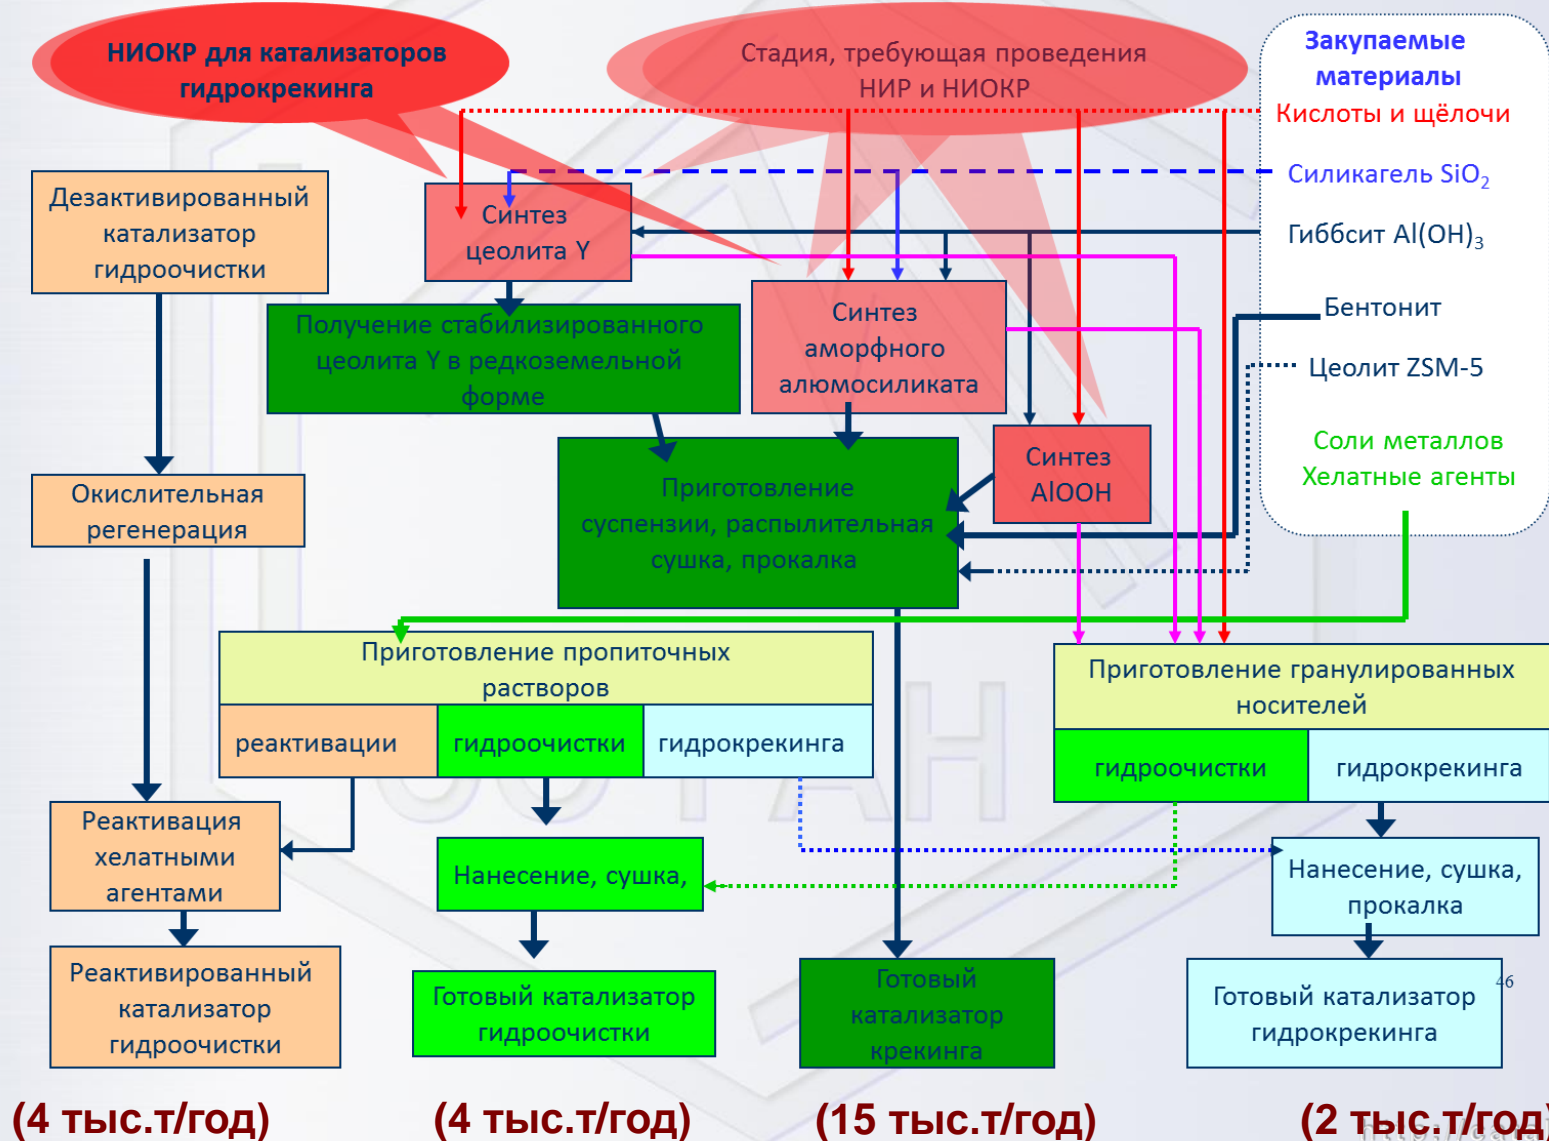 НИОКР для катализаторов
гидрокрекинга
Стадия, требующая проведения
НИР и НИОКР
Закупаемые
материалы
Кислоты и щёлочи
Силикагель SiO₂
Гиббсит Al(OH)₃
Бентонит
Цеолит ZSM-5
Соли металлов
Хелатные агенты
Дезактивированный
катализатор
гидроочистки
Синтез
цеолита Y
Получение стабилизированного
цеолита Y в редкоземельной
форме
Синтез
аморфного
алюмосиликата
Синтез
AlOOH
Окислительная
регенерация
Приготовление
суспензии, распылительная
сушка, прокалка
Приготовление пропиточных
растворов
реактивации
гидроочистки
гидрокрекинга
Приготовление гранулированных
носителей
гидроочистки
гидрокрекинга
Реактивация
хелатными
агентами
Нанесение, сушка,
Нанесение, сушка,
прокалка
Реактивированный
катализатор
гидроочистки
Готовый катализатор
гидроочистки
Готовый
катализатор
крекинга
Готовый катализатор
гидрокрекинга
46
(4 тыс.т/год)
(4 тыс.т/год)
(15 тыс.т/год)
(2 тыс.т/год)
СО РАН